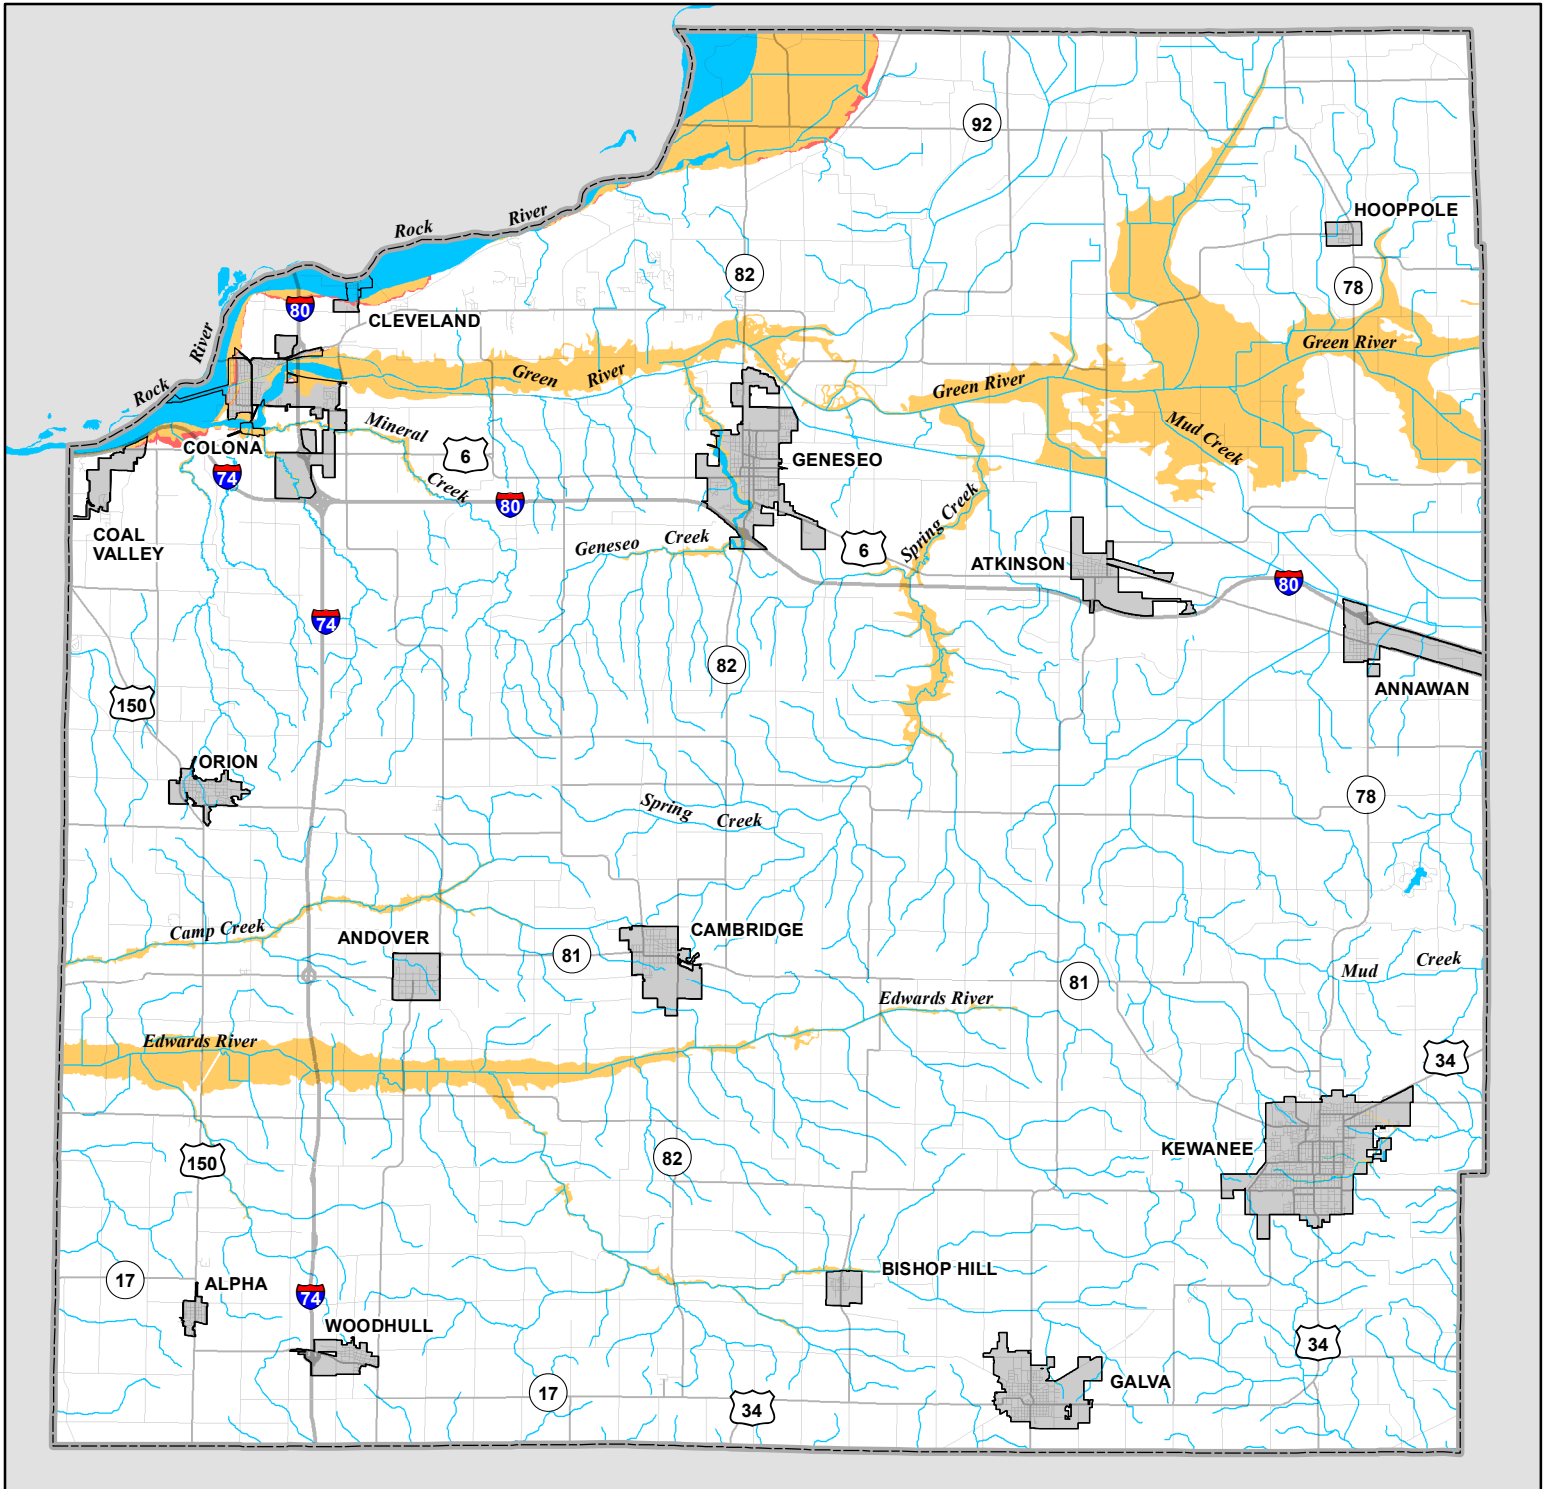 92
HOOPPOLE
Rock
River
82
78
80
CLEVELAND
River
Green River
Green
River
Green River
Rock
Mineral
Mud Creek
COLONA
6
GENESEO
74
Creek
80
COAL
VALLEY
Geneseo
Creek
6
Spring Creek
ATKINSON
80
74
82
150
ANNAWAN
ORION
78
Spring
Creek
Camp Creek
ANDOVER
CAMBRIDGE
81
81
Mud
Creek
Edwards River
Edwards River
34
150
82
KEWANEE
17
ALPHA
74
BISHOP HILL
WOODHULL
34
17
34
GALVA